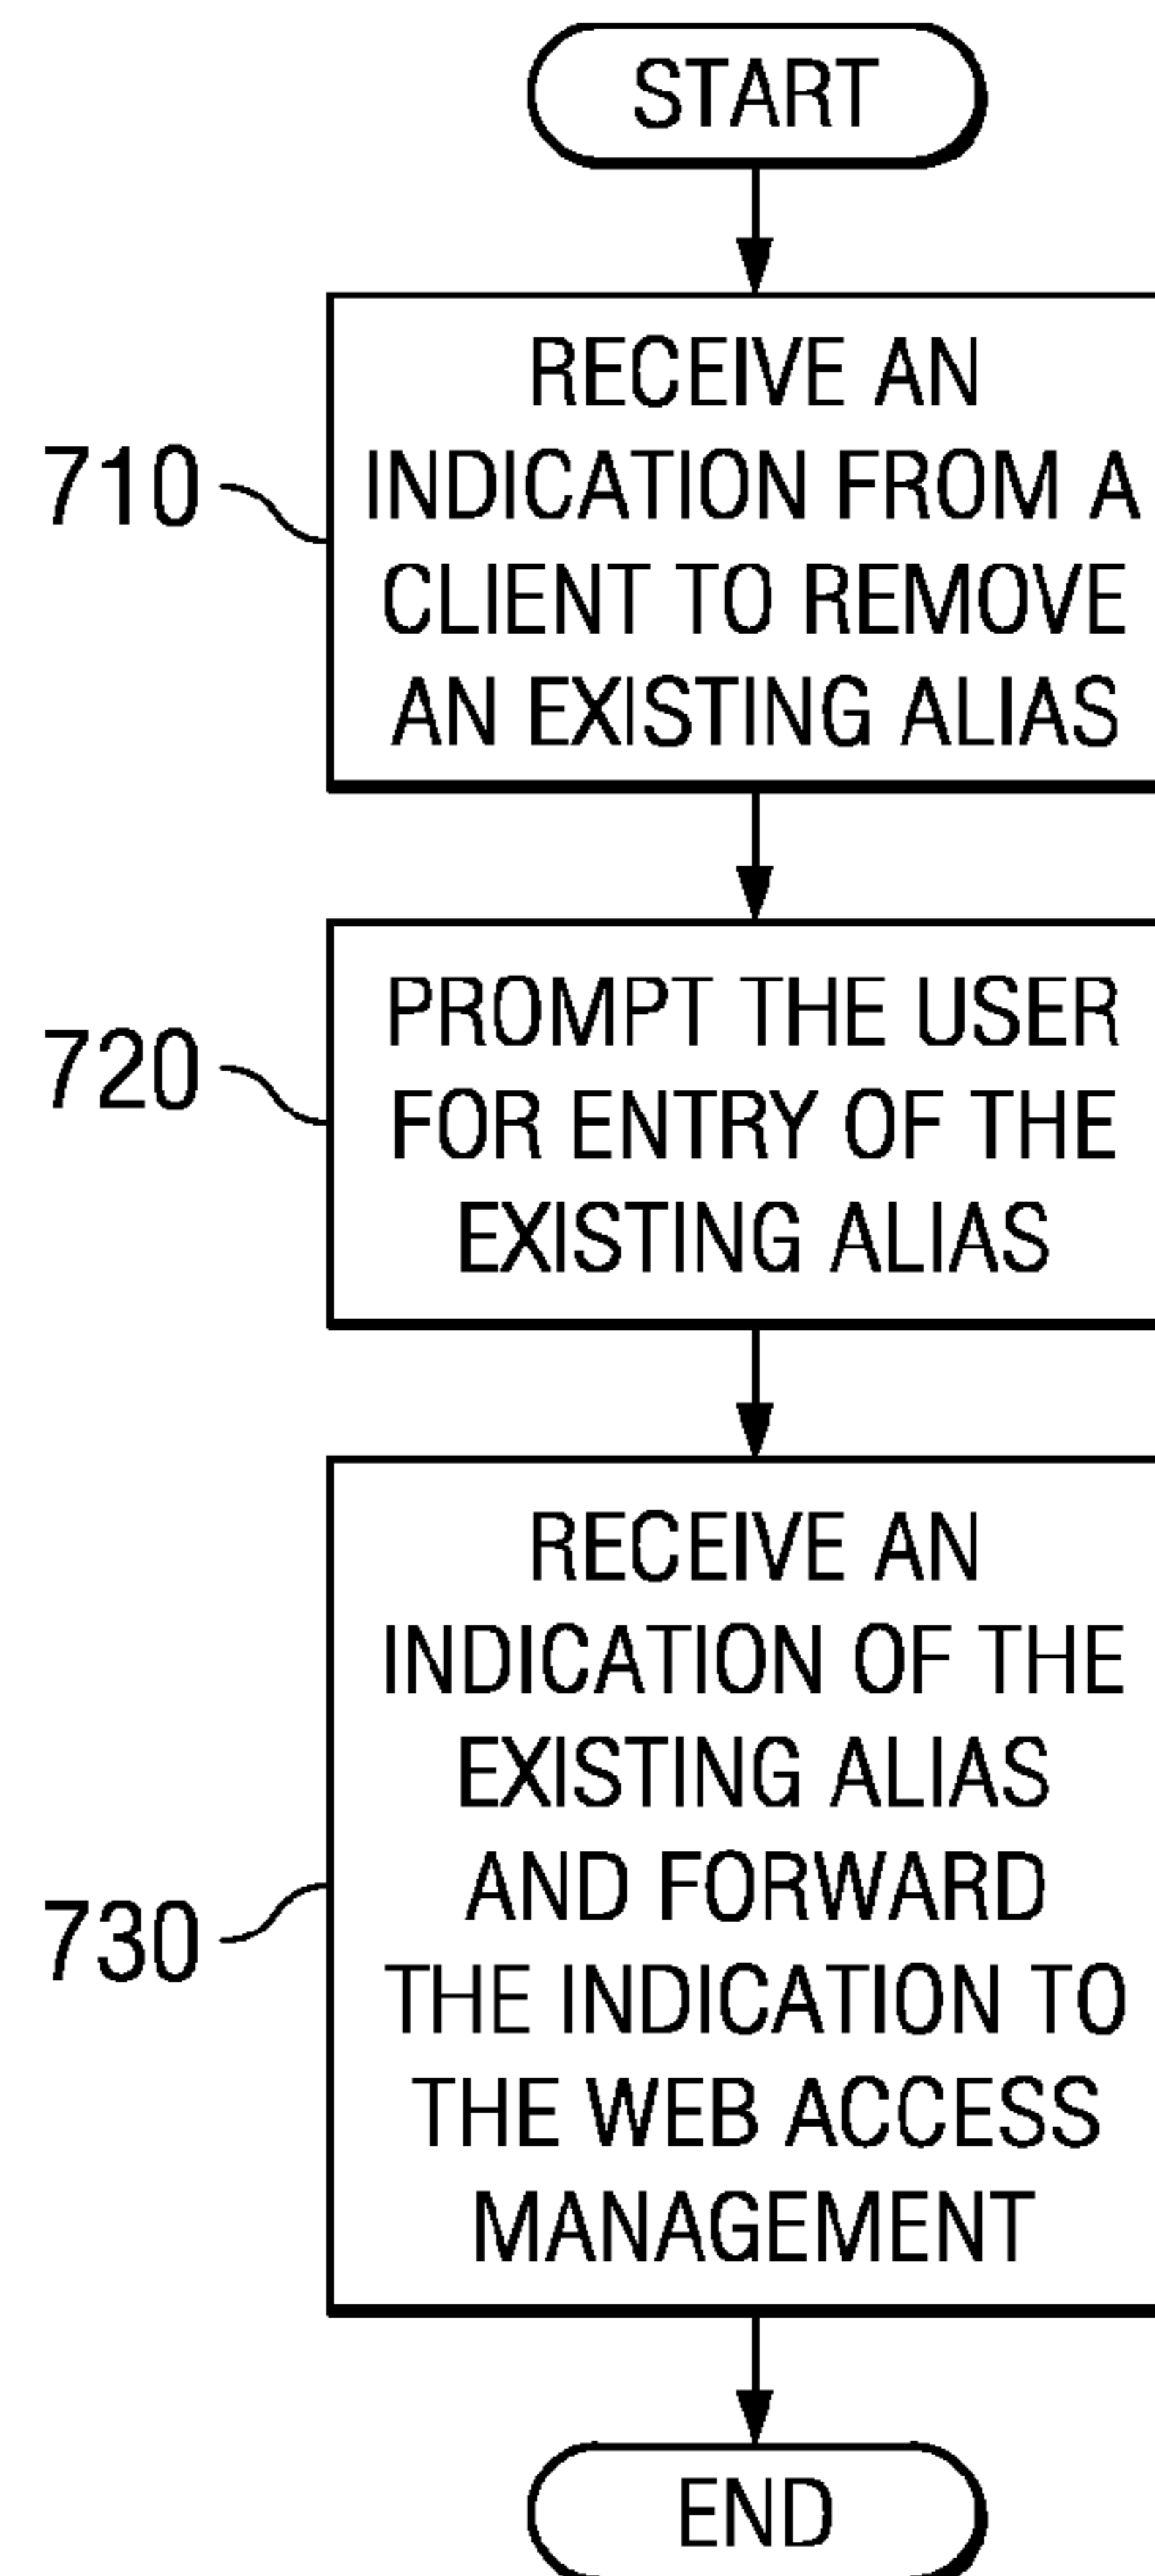 START
710
RECEIVE AN
INDICATION FROM A
CLIENT TO REMOVE
AN EXISTING ALIAS
720
PROMPT THE USER
FOR ENTRY OF THE
EXISTING ALIAS
730
RECEIVE AN
INDICATION OF THE
EXISTING ALIAS
AND FORWARD
THE INDICATION TO
THE WEB ACCESS
MANAGEMENT
END